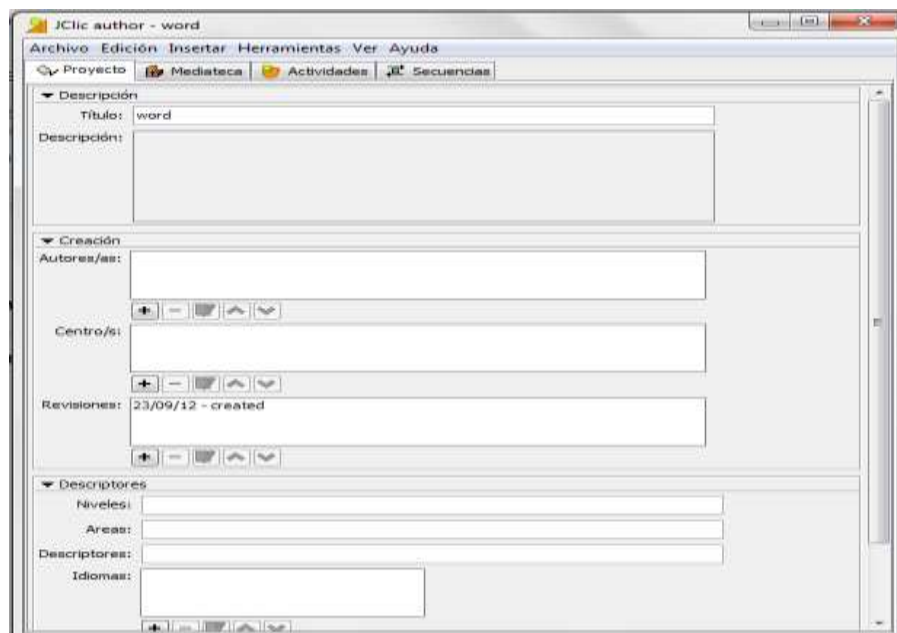 JClic author - word
Archivo Edición Insertar Herramientas Ver Ayuda
Proyecto Mediateca Actividades Secuencias
Descripción
Título: word
Descripción:
Creación
Autores/as:
Centro/s:
Revisiones: 23/09/12 - created
Descriptores
Niveles:
Areas:
Descriptores:
Idiomas: